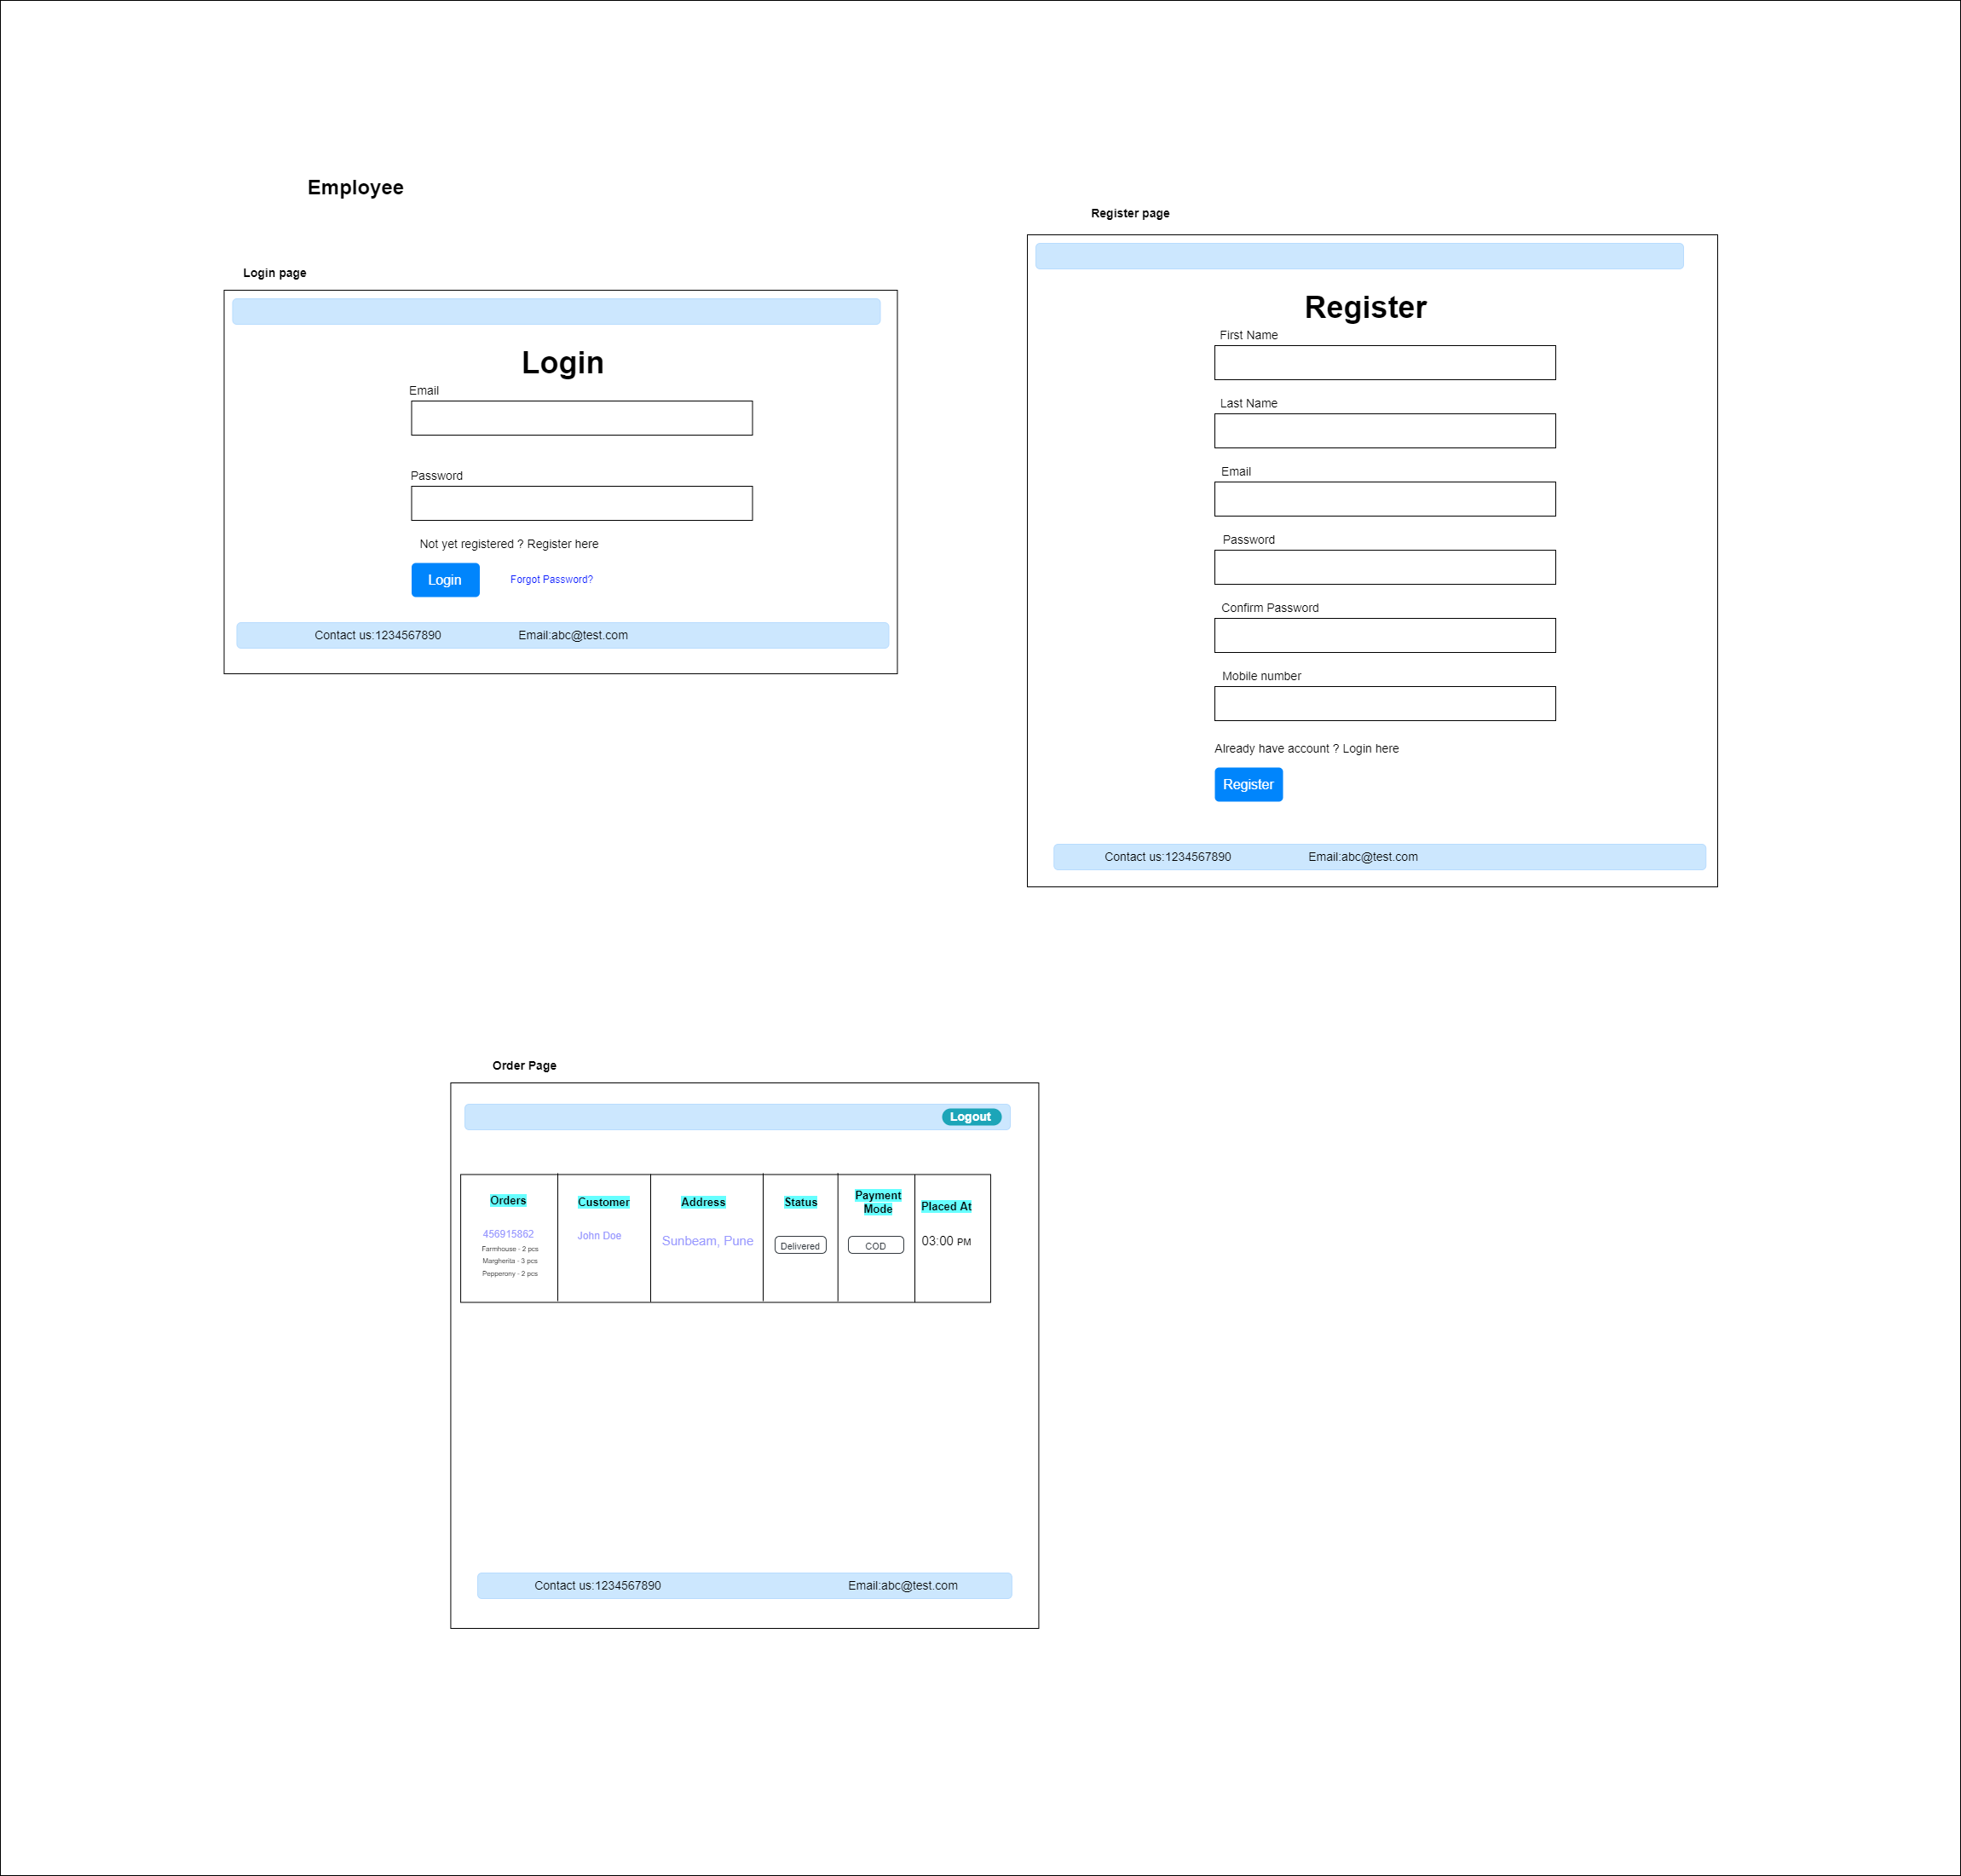 Employee
Login page
Login
Email
Password
Not yet registered ? Register here
Login
Forgot Password?
Contact us:1234567890
Email:abc@test.com
Register page
Register
First Name
Last Name
Email
Password
Confirm Password
Mobile number
Already have account ? Login here
Register
Contact us:1234567890
Email:abc@test.com
Order Page
Logout
Orders
Customer
Address
Status
Payment
Mode
Placed At
456915862
Farmhouse - 2 pcs
Margherita - 3 pcs
Pepperony - 2 pcs
John Doe
Sunbeam, Pune
Delivered
COD
03:00 PM
Contact us:1234567890
Email:abc@test.com